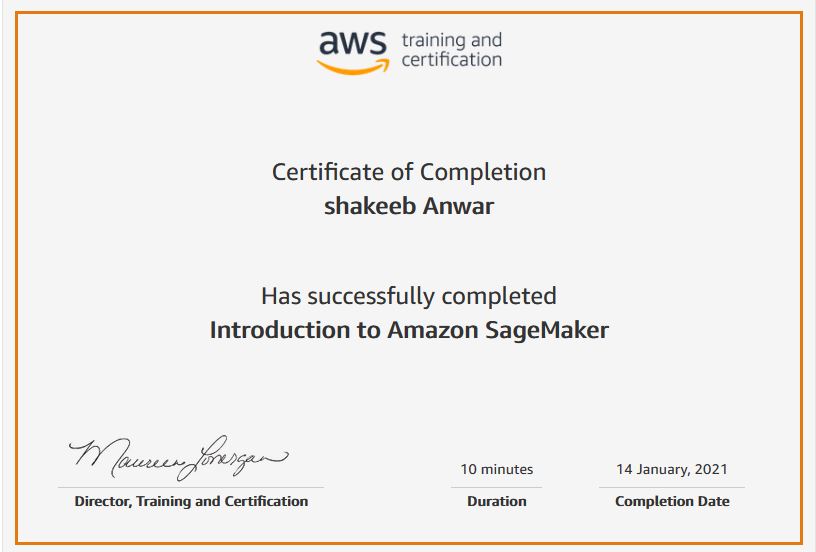 aws training and
certification
Certificate of Completion
shakeeb Anwar
Has successfully completed
Introduction to Amazon SageMaker
Maureen Lonergan
10 minutes
14 January, 2021
Director, Training and Certification
Duration
Completion Date